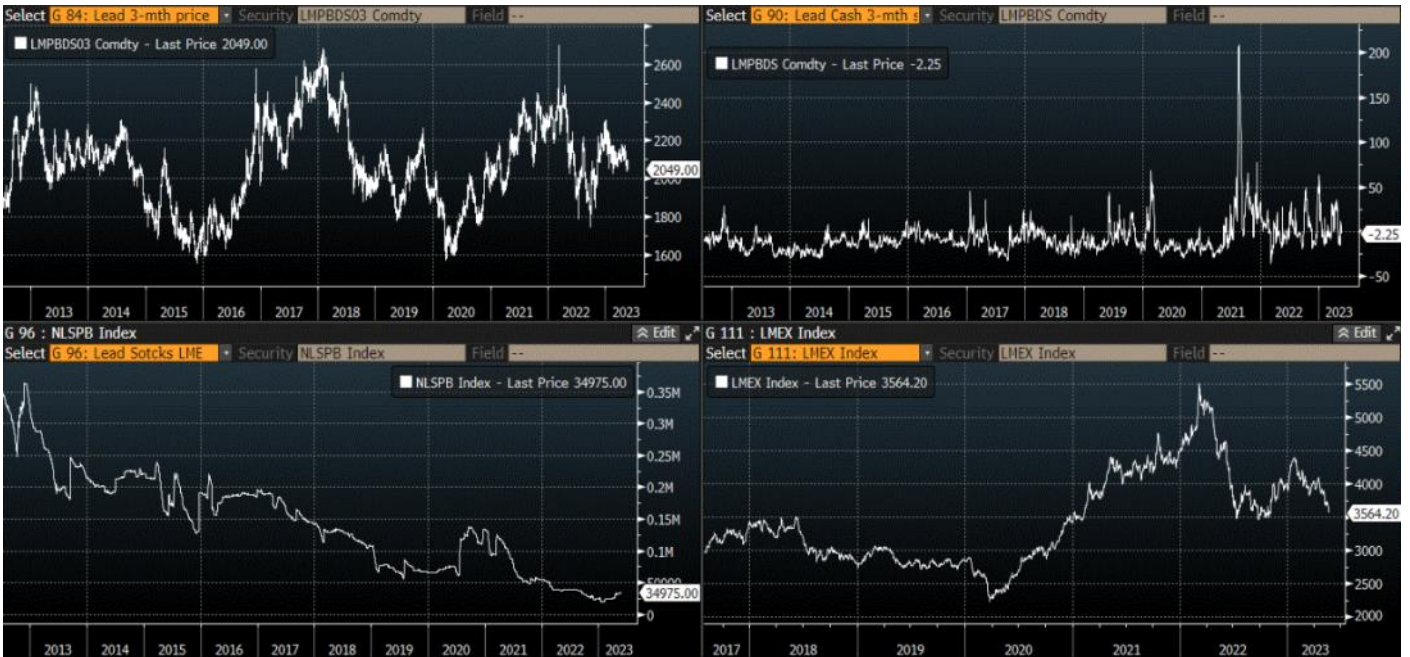 Select G 84: Lead 3-mth price Security LMPBDS03 Comdty Field --
LMPBDS03 Comdty - Last Price 2049.00
2600
2400
2200
2049.00
2000
1800
1600
2013 2014 2015 2016 2017 2018 2019 2020 2021 2022 2023
Select G 90: Lead Cash 3-mth s Security LMPBDS Comdty Field --
LMPBDS Comdty - Last Price -2.25
200
150
100
50
-2.25
-50
2013 2014 2015 2016 2017 2018 2019 2020 2021 2022 2023
G 96 : NLSPB Index Edit
Select G 96: Lead Sotcks LME Security NLSPB Index Field --
NLSPB Index - Last Price 34975.00
0.35M
0.3M
0.25M
0.2M
0.15M
0.1M
50000
34975.00
0
2013 2014 2015 2016 2017 2018 2019 2020 2021 2022 2023
G 111 : LMEX Index Edit
Select G 111: LMEX Index Security LMEX Index Field --
LMEX Index - Last Price 3564.20
5500
5000
4500
4000
3564.20
3000
2500
2000
2017 2018 2019 2020 2021 2022 2023